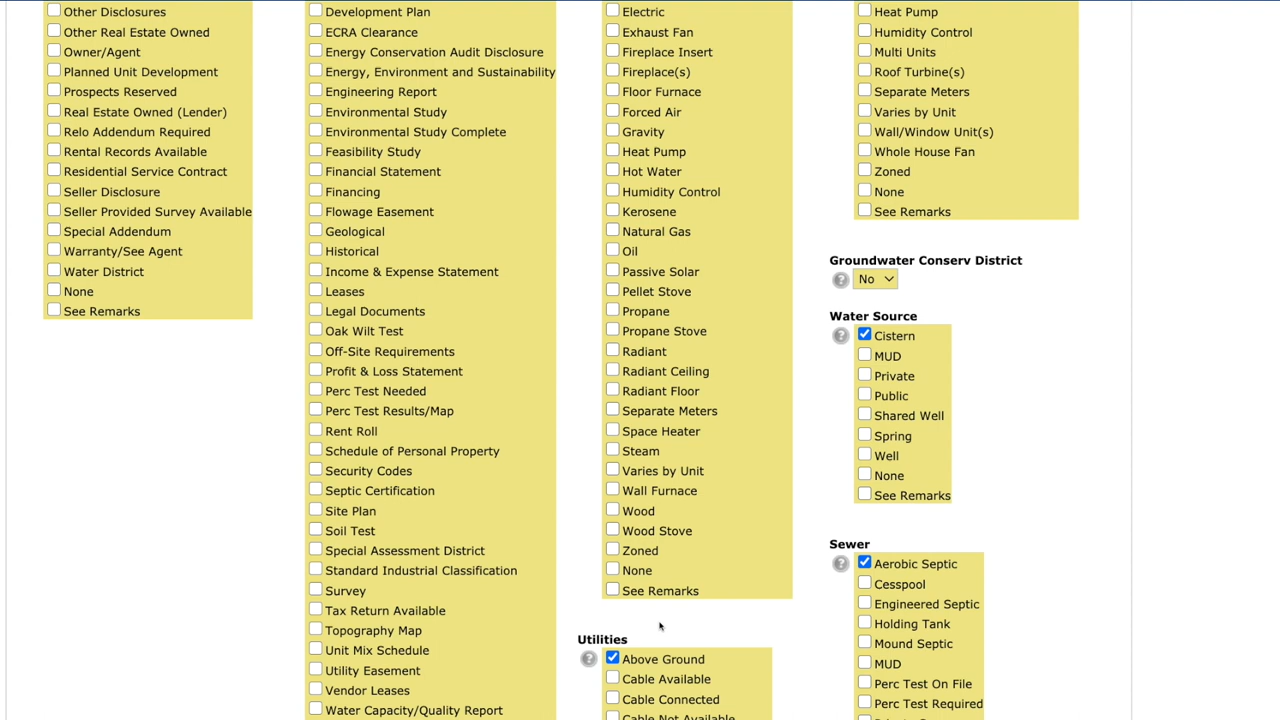 Other Disclosures
Other Real Estate Owned
Owner/Agent
Planned Unit Development
Prospects Reserved
Real Estate Owned (Lender)
Relo Addendum Required
Rental Records Available
Residential Service Contract
Seller Disclosure
Seller Provided Survey Available
Special Addendum
Warranty/See Agent
Water District
None
See Remarks
Development Plan
ECRA Clearance
Energy Conservation Audit Disclosure
Energy, Environment and Sustainability
Engineering Report
Environmental Study
Environmental Study Complete
Feasibility Study
Financial Statement
Financing
Flowage Easement
Geological
Historical
Income & Expense Statement
Leases
Legal Documents
Oak Wilt Test
Off-Site Requirements
Profit & Loss Statement
Perc Test Needed
Perc Test Results/Map
Rent Roll
Schedule of Personal Property
Security Codes
Septic Certification
Site Plan
Soil Test
Special Assessment District
Standard Industrial Classification
Survey
Tax Return Available
Topography Map
Unit Mix Schedule
Utility Easement
Vendor Leases
Water Capacity/Quality Report
Electric
Exhaust Fan
Fireplace Insert
Fireplace(s)
Floor Furnace
Forced Air
Gravity
Heat Pump
Hot Water
Humidity Control
Kerosene
Natural Gas
Oil
Passive Solar
Pellet Stove
Propane
Propane Stove
Radiant
Radiant Ceiling
Radiant Floor
Separate Meters
Space Heater
Steam
Varies by Unit
Wall Furnace
Wood
Wood Stove
Zoned
None
See Remarks
Utilities
? Above Ground
Cable Available
Cable Connected
Cable Not Available
Heat Pump
Humidity Control
Multi Units
Roof Turbine(s)
Separate Meters
Varies by Unit
Wall/Window Unit(s)
Whole House Fan
Zoned
None
See Remarks
Groundwater Conserv District
? No
Water Source
? Cistern
MUD
Private
Public
Shared Well
Spring
Well
None
See Remarks
Sewer
? Aerobic Septic
Cesspool
Engineered Septic
Holding Tank
Mound Septic
MUD
Perc Test On File
Perc Test Required